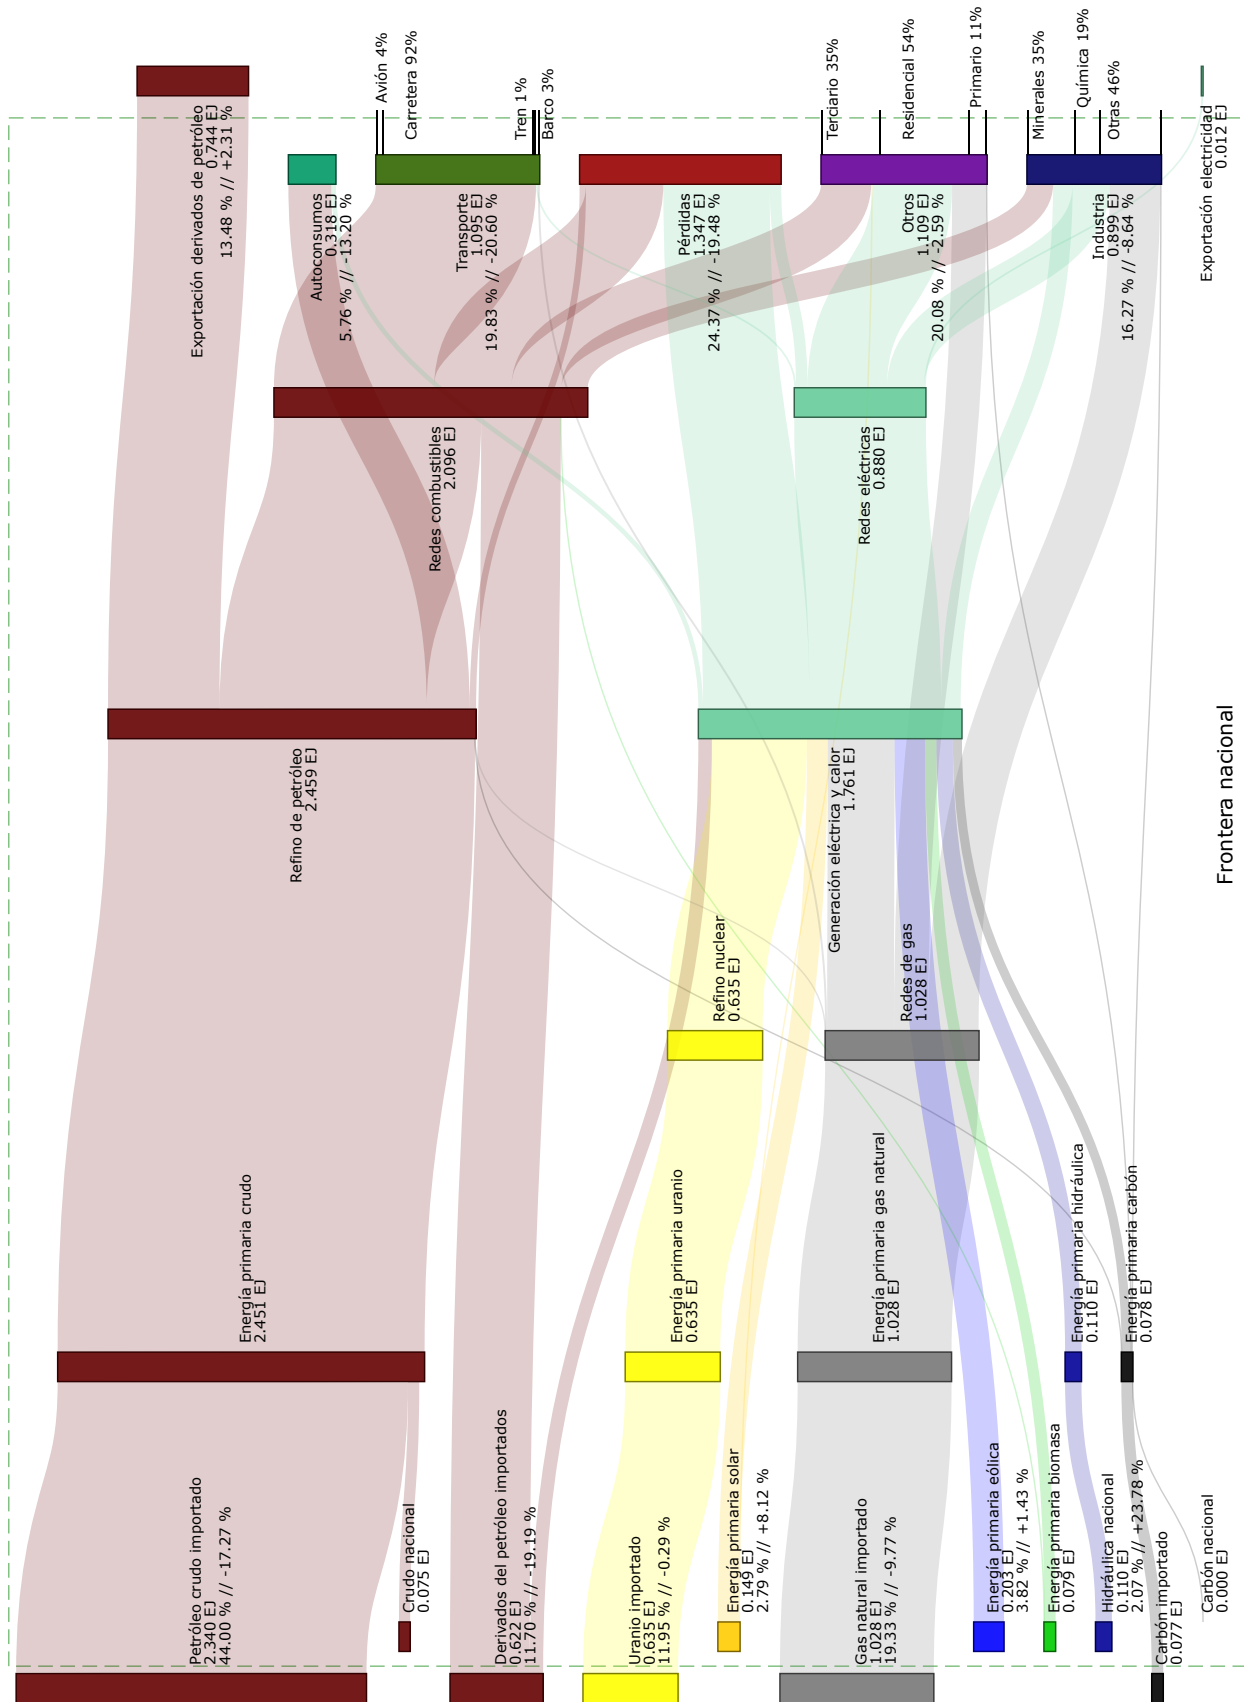 Petróleo crudo importado
2.340 EJ
44.00 % // -17.27 %
Crudo nacional
0.075 EJ
Derivados del petróleo importados
0.622 EJ
11.70 % // -19.19 %
Uranio importado
0.635 EJ
11.95 % // -0.29 %
Energía primaria solar
0.149 EJ
2.79 % // +8.12 %
Gas natural importado
1.028 EJ
19.33 % // -9.77 %
Energía primaria eólica
0.203 EJ
3.82 % // +1.43 %
Energía primaria biomasa
0.079 EJ
Hidráulica nacional
0.110 EJ
2.07 % // +23.78 %
Carbón importado
0.077 EJ
Carbón nacional
0.000 EJ
Energía primaria crudo
2.451 EJ
Energía primaria uranio
0.635 EJ
Energía primaria gas natural
1.028 EJ
Energía primaria hidráulica
0.110 EJ
Energía primaria carbón
0.078 EJ
Refino nuclear
0.635 EJ
Redes de gas
1.028 EJ
Refino de petróleo
2.459 EJ
Generación eléctrica y calor
1.761 EJ
Frontera nacional
Redes combustibles
2.096 EJ
Redes eléctricas
0.880 EJ
Exportación derivados de petróleo
0.744 EJ
13.48 % // +2.31 %
Autoconsumos
0.318 EJ
5.76 % // -13.20 %
Transporte
1.095 EJ
19.83 % // -20.60 %
Pérdidas
1.347 EJ
24.37 % // -19.48 %
Otros
1.109 EJ
20.08 % // -2.59 %
Industria
0.899 EJ
16.27 % // -8.64 %
Exportación electricidad
0.012 EJ
Avión 4%
Carretera 92%
Tren 1%
Barco 3%
Terciario 35%
Residencial 54%
Primario 11%
Minerales 35%
Química 19%
Otras 46%